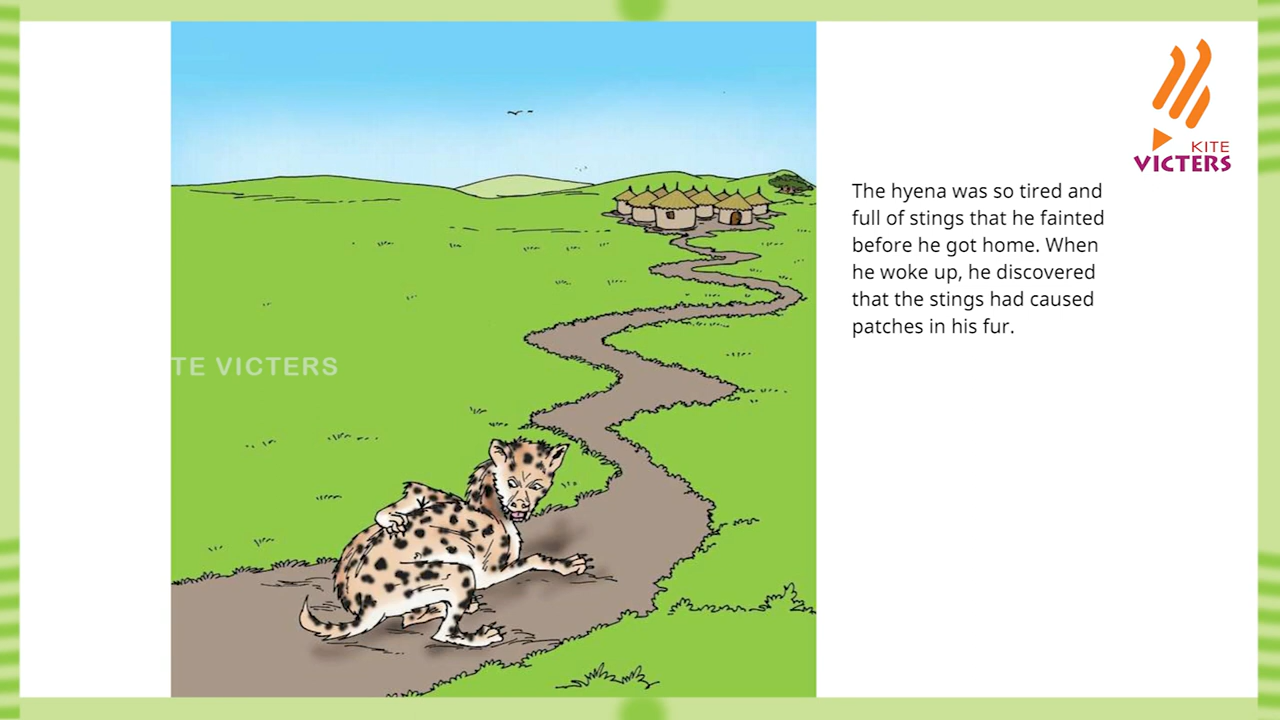 KITE
VICTERS
The hyena was so tired and
full of stings that he fainted
before he got home. When
he woke up, he discovered
that the stings had caused
patches in his fur.
TE VICTERS